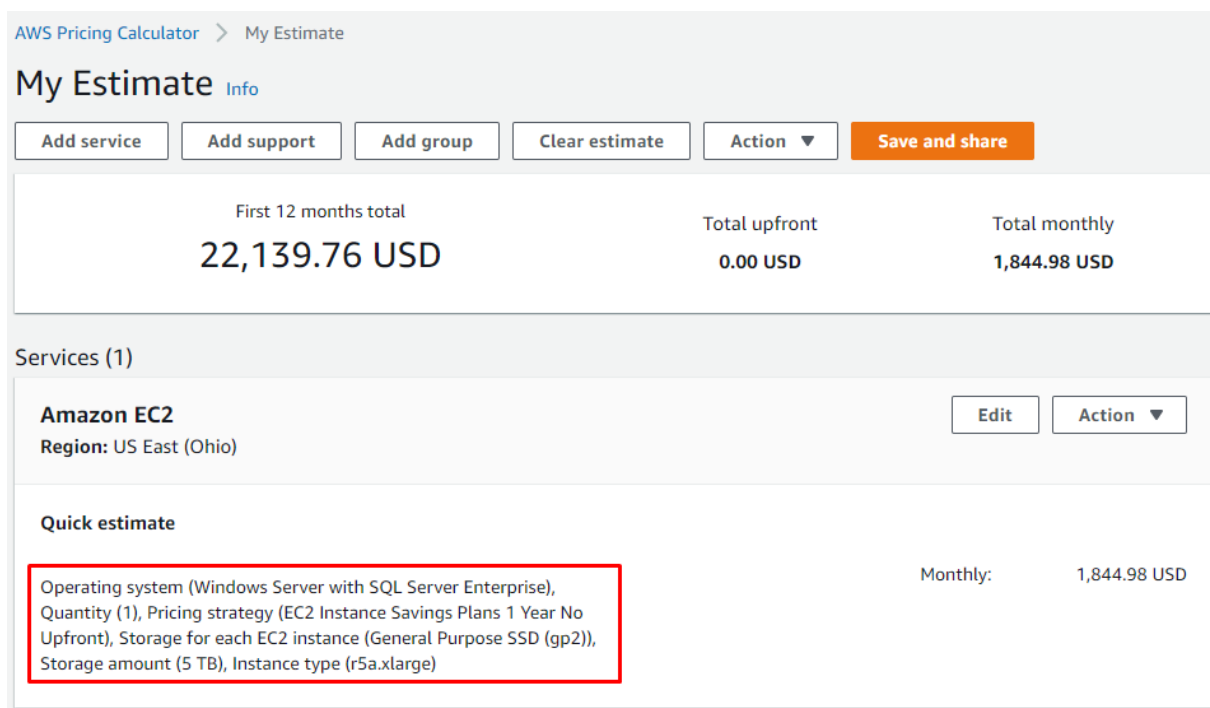 AWS Pricing Calculator > My Estimate
My Estimate Info
Add service Add support Add group Clear estimate Action ▼ Save and share
First 12 months total
22,139.76 USD
Total upfront
0.00 USD
Total monthly
1,844.98 USD
Services (1)
Amazon EC2
Region: US East (Ohio)
Edit Action ▼
Quick estimate
Operating system (Windows Server with SQL Server Enterprise),
Quantity (1), Pricing strategy (EC2 Instance Savings Plans 1 Year No
Upfront), Storage for each EC2 instance (General Purpose SSD (gp2)),
Storage amount (5 TB), Instance type (r5a.xlarge)
Monthly: 1,844.98 USD